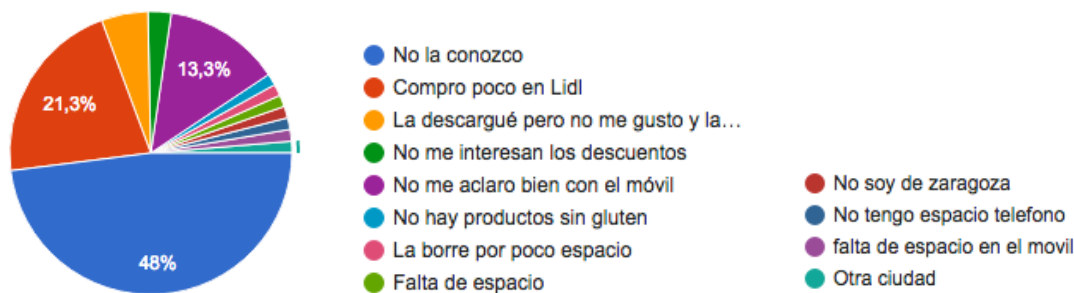 13,3%
21,3%
48%
No la conozco
Compro poco en Lidl
La descargué pero no me gusto y la…
No me interesan los descuentos
No me aclaro bien con el móvil
No hay productos sin gluten
La borre por poco espacio
Falta de espacio
No soy de zaragoza
No tengo espacio telefono
falta de espacio en el movil
Otra ciudad